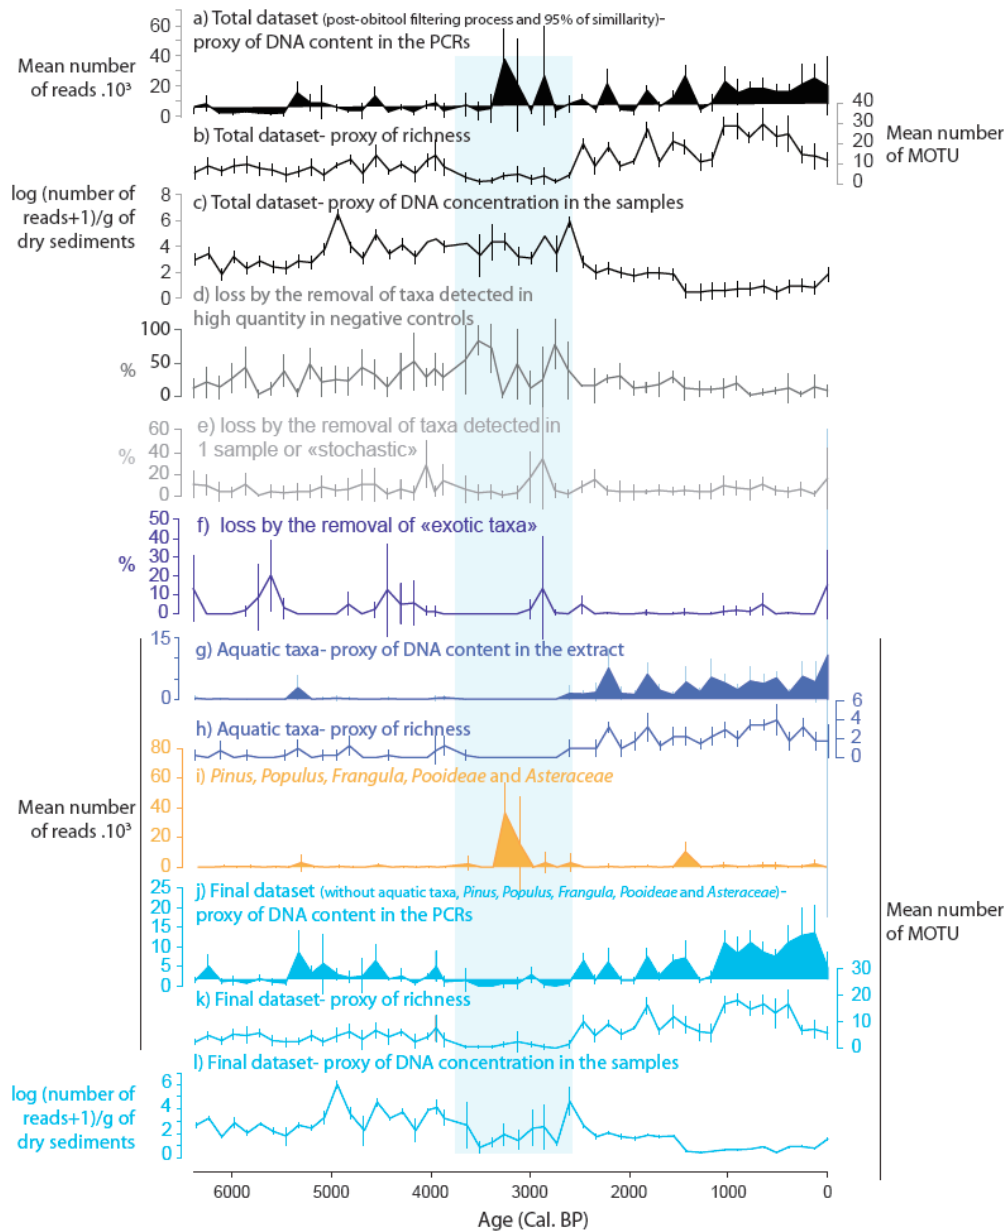 a) Total dataset (post-obitool filtering process and 95% of simillarity)-
proxy of DNA content in the PCRs
Mean number
of reads .10³
60
40
20
0
b) Total dataset- proxy of richness
40
30
20
10
0
Mean number
of MOTU
log (number of
reads+1)/g of
dry sediments
c) Total dataset- proxy of DNA concentration in the samples
8
6
4
2
0
d) loss by the removal of taxa detected in
high quantity in negative controls
%
100
50
0
e) loss by the removal of taxa detected in
1 sample or «stochastic»
%
60
40
20
0
f) loss by the removal of «exotic taxa»
%
50
40
30
20
10
0
g) Aquatic taxa- proxy of DNA content in the extract
15
0
h) Aquatic taxa- proxy of richness
6
4
2
0
i) Pinus, Populus, Frangula, Pooideae and Asteraceae
80
60
40
20
0
Mean number
of reads .10³
j) Final dataset (without aquatic taxa, Pinus, Populus, Frangula, Pooideae and Asteraceae)-
proxy of DNA content in the PCRs
25
20
15
10
5
0
Mean number
of MOTU
k) Final dataset- proxy of richness
30
20
10
0
l) Final dataset- proxy of DNA concentration in the samples
log (number of
reads+1)/g of
dry sediments
6
4
2
0
6000 5000 4000 3000 2000 1000 0
Age (Cal. BP)